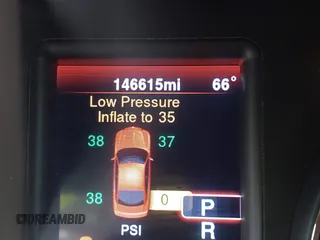 146615mi 66°
Low Pressure
Inflate to 35
38 37
38 0
PSI
P
R
DREAMBID